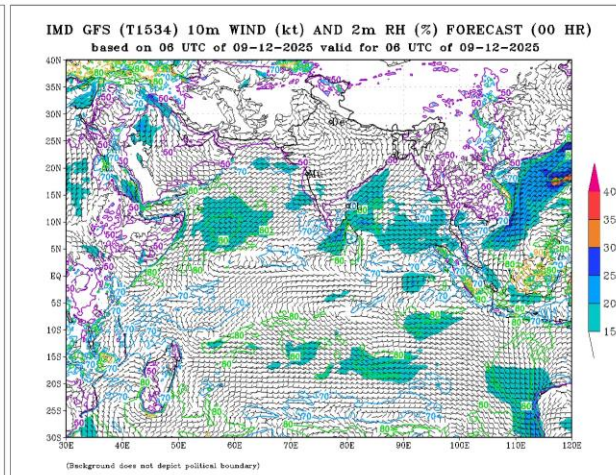 IMD GFS (T1534) 10m WIND (kt) AND 2m RH (%) FORECAST (00 HR)
based on 06 UTC of 09-12-2025 valid for 06 UTC of 09-12-2025
40N
35N
30N
25N
20N
15N
10N
5N
EQ
5S
10S
15S
20S
25S
30S
30E 40E 50E 60E 70E 80E 90E 100E 110E 120E
40
35
30
25
20
15
(Background does not depict political boundary)